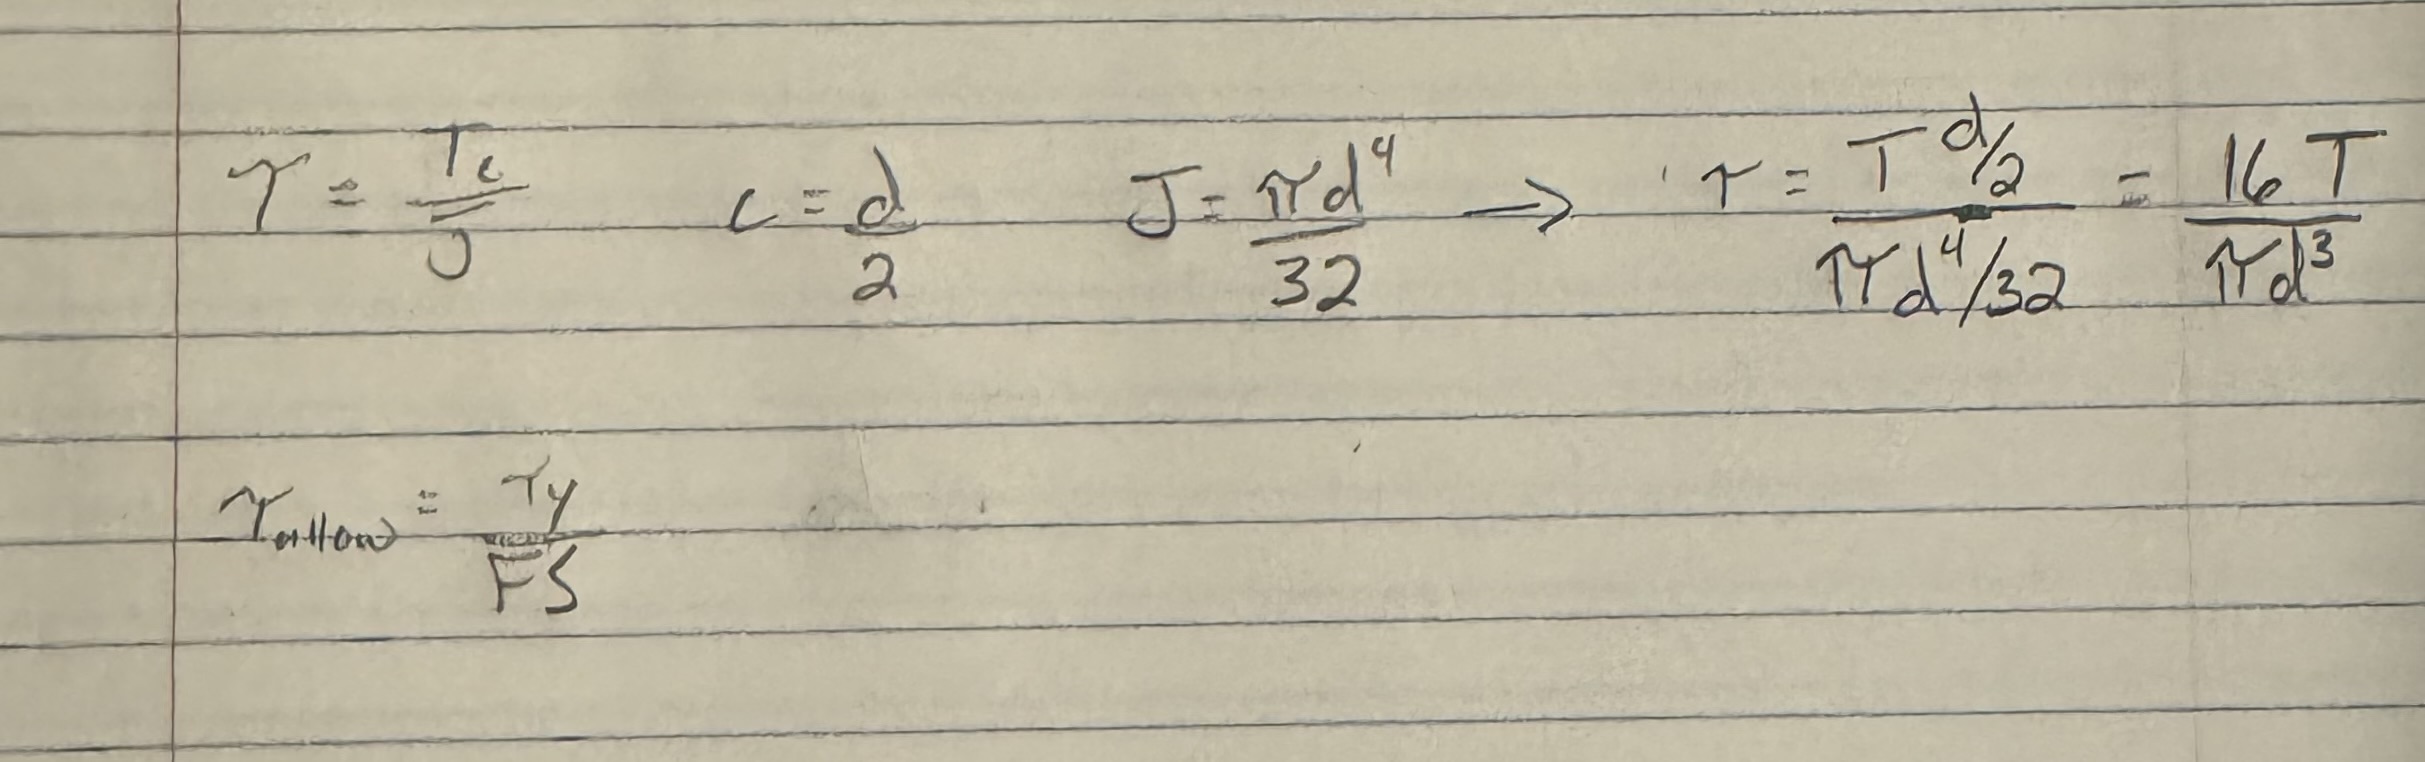 τ = Tc/J   c = d/2   J = πd⁴/32 → τ = (T d/2)/(πd⁴/32) = 16T/(πd³)
τallow = τy/FS